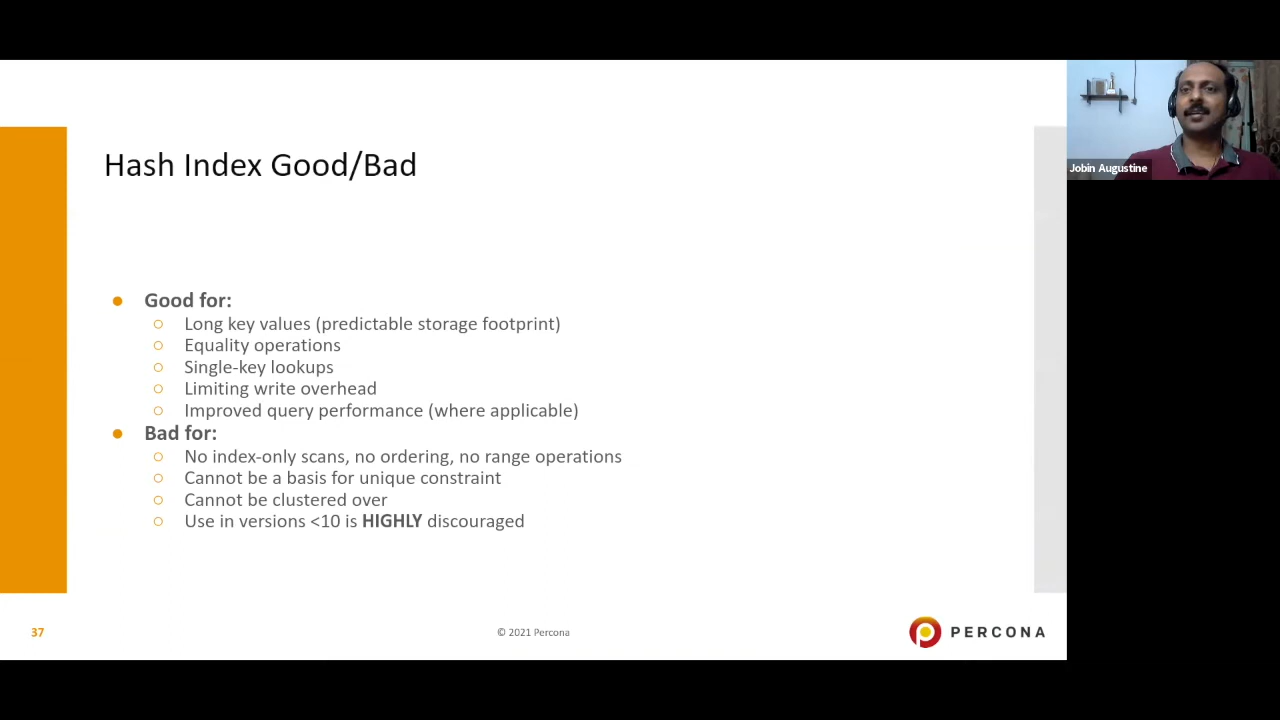 Hash Index Good/Bad
Jobin Augustine
● Good for:
○ Long key values (predictable storage footprint)
○ Equality operations
○ Single-key lookups
○ Limiting write overhead
○ Improved query performance (where applicable)
● Bad for:
○ No index-only scans, no ordering, no range operations
○ Cannot be a basis for unique constraint
○ Cannot be clustered over
○ Use in versions <10 is HIGHLY discouraged
37
© 2021 Percona
PERCONA